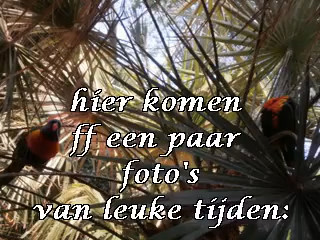 hier komen
ff een paar
foto's
van leuke tijden: